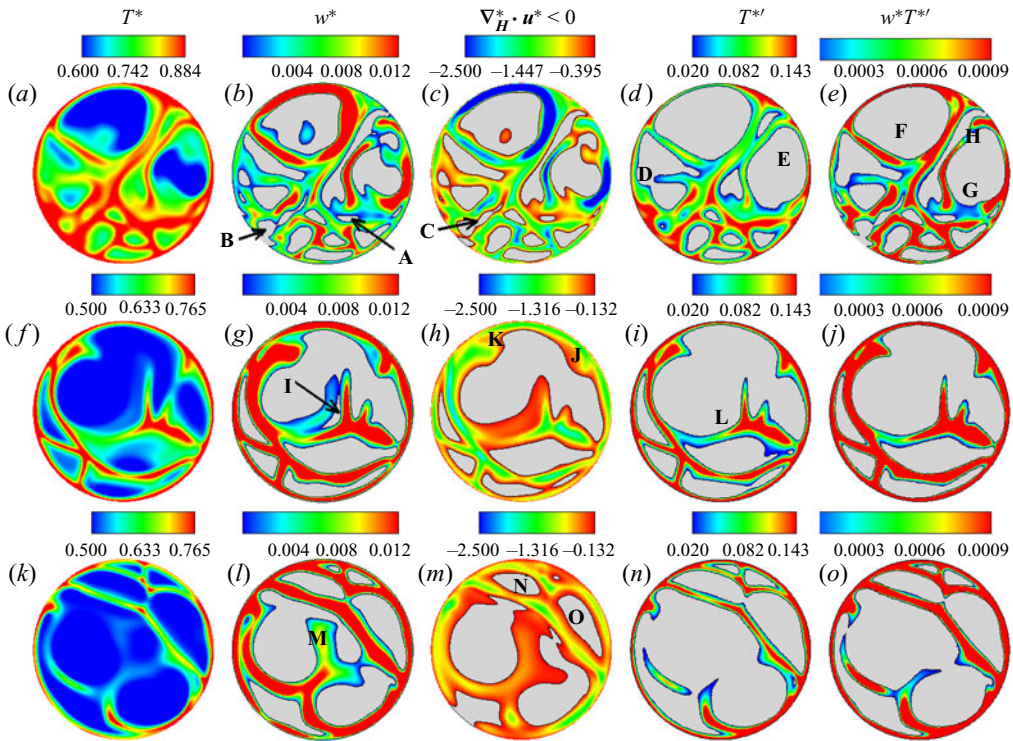 T* w* ∇*H · u* < 0 T*′ w*T*′
0.600 0.742 0.884 0.004 0.008 0.012 −2.500 −1.447 −0.395 0.020 0.082 0.143 0.0003 0.0006 0.0009
(a) (b) (c) (d) (e)
F H
D E
G
B C
A
0.500 0.633 0.765 0.004 0.008 0.012 −2.500 −1.316 −0.132 0.020 0.082 0.143 0.0003 0.0006 0.0009
(f) (g) (h) (i) (j)
K J
I
L
0.500 0.633 0.765 0.004 0.008 0.012 −2.500 −1.316 −0.132 0.020 0.082 0.143 0.0003 0.0006 0.0009
(k) (l) (m) (n) (o)
N
O
M